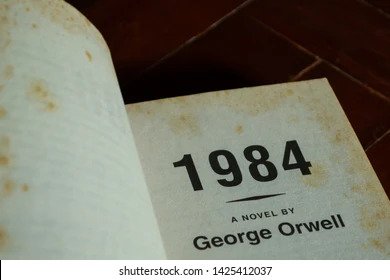 1984
A NOVEL BY
George Orwell
shutterstock.com · 1425412037